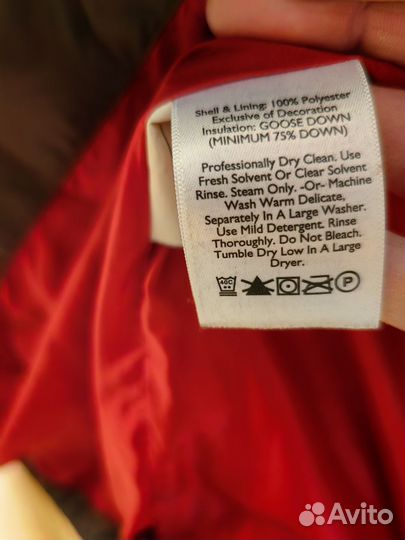 Shell & Lining: 100% Polyester
Exclusive of Decoration
Insulation: GOOSE DOWN
(MINIMUM 75% DOWN)
Professionally Dry Clean. Use
Fresh Solvent Or Clear Solvent
Rinse. Steam Only. -Or- Machine
Wash Warm Delicate,
Separately In A Large Washer.
Use Mild Detergent. Rinse
Thoroughly. Do Not Bleach.
Tumble Dry Low In A Large
Dryer.
40C P
Avito